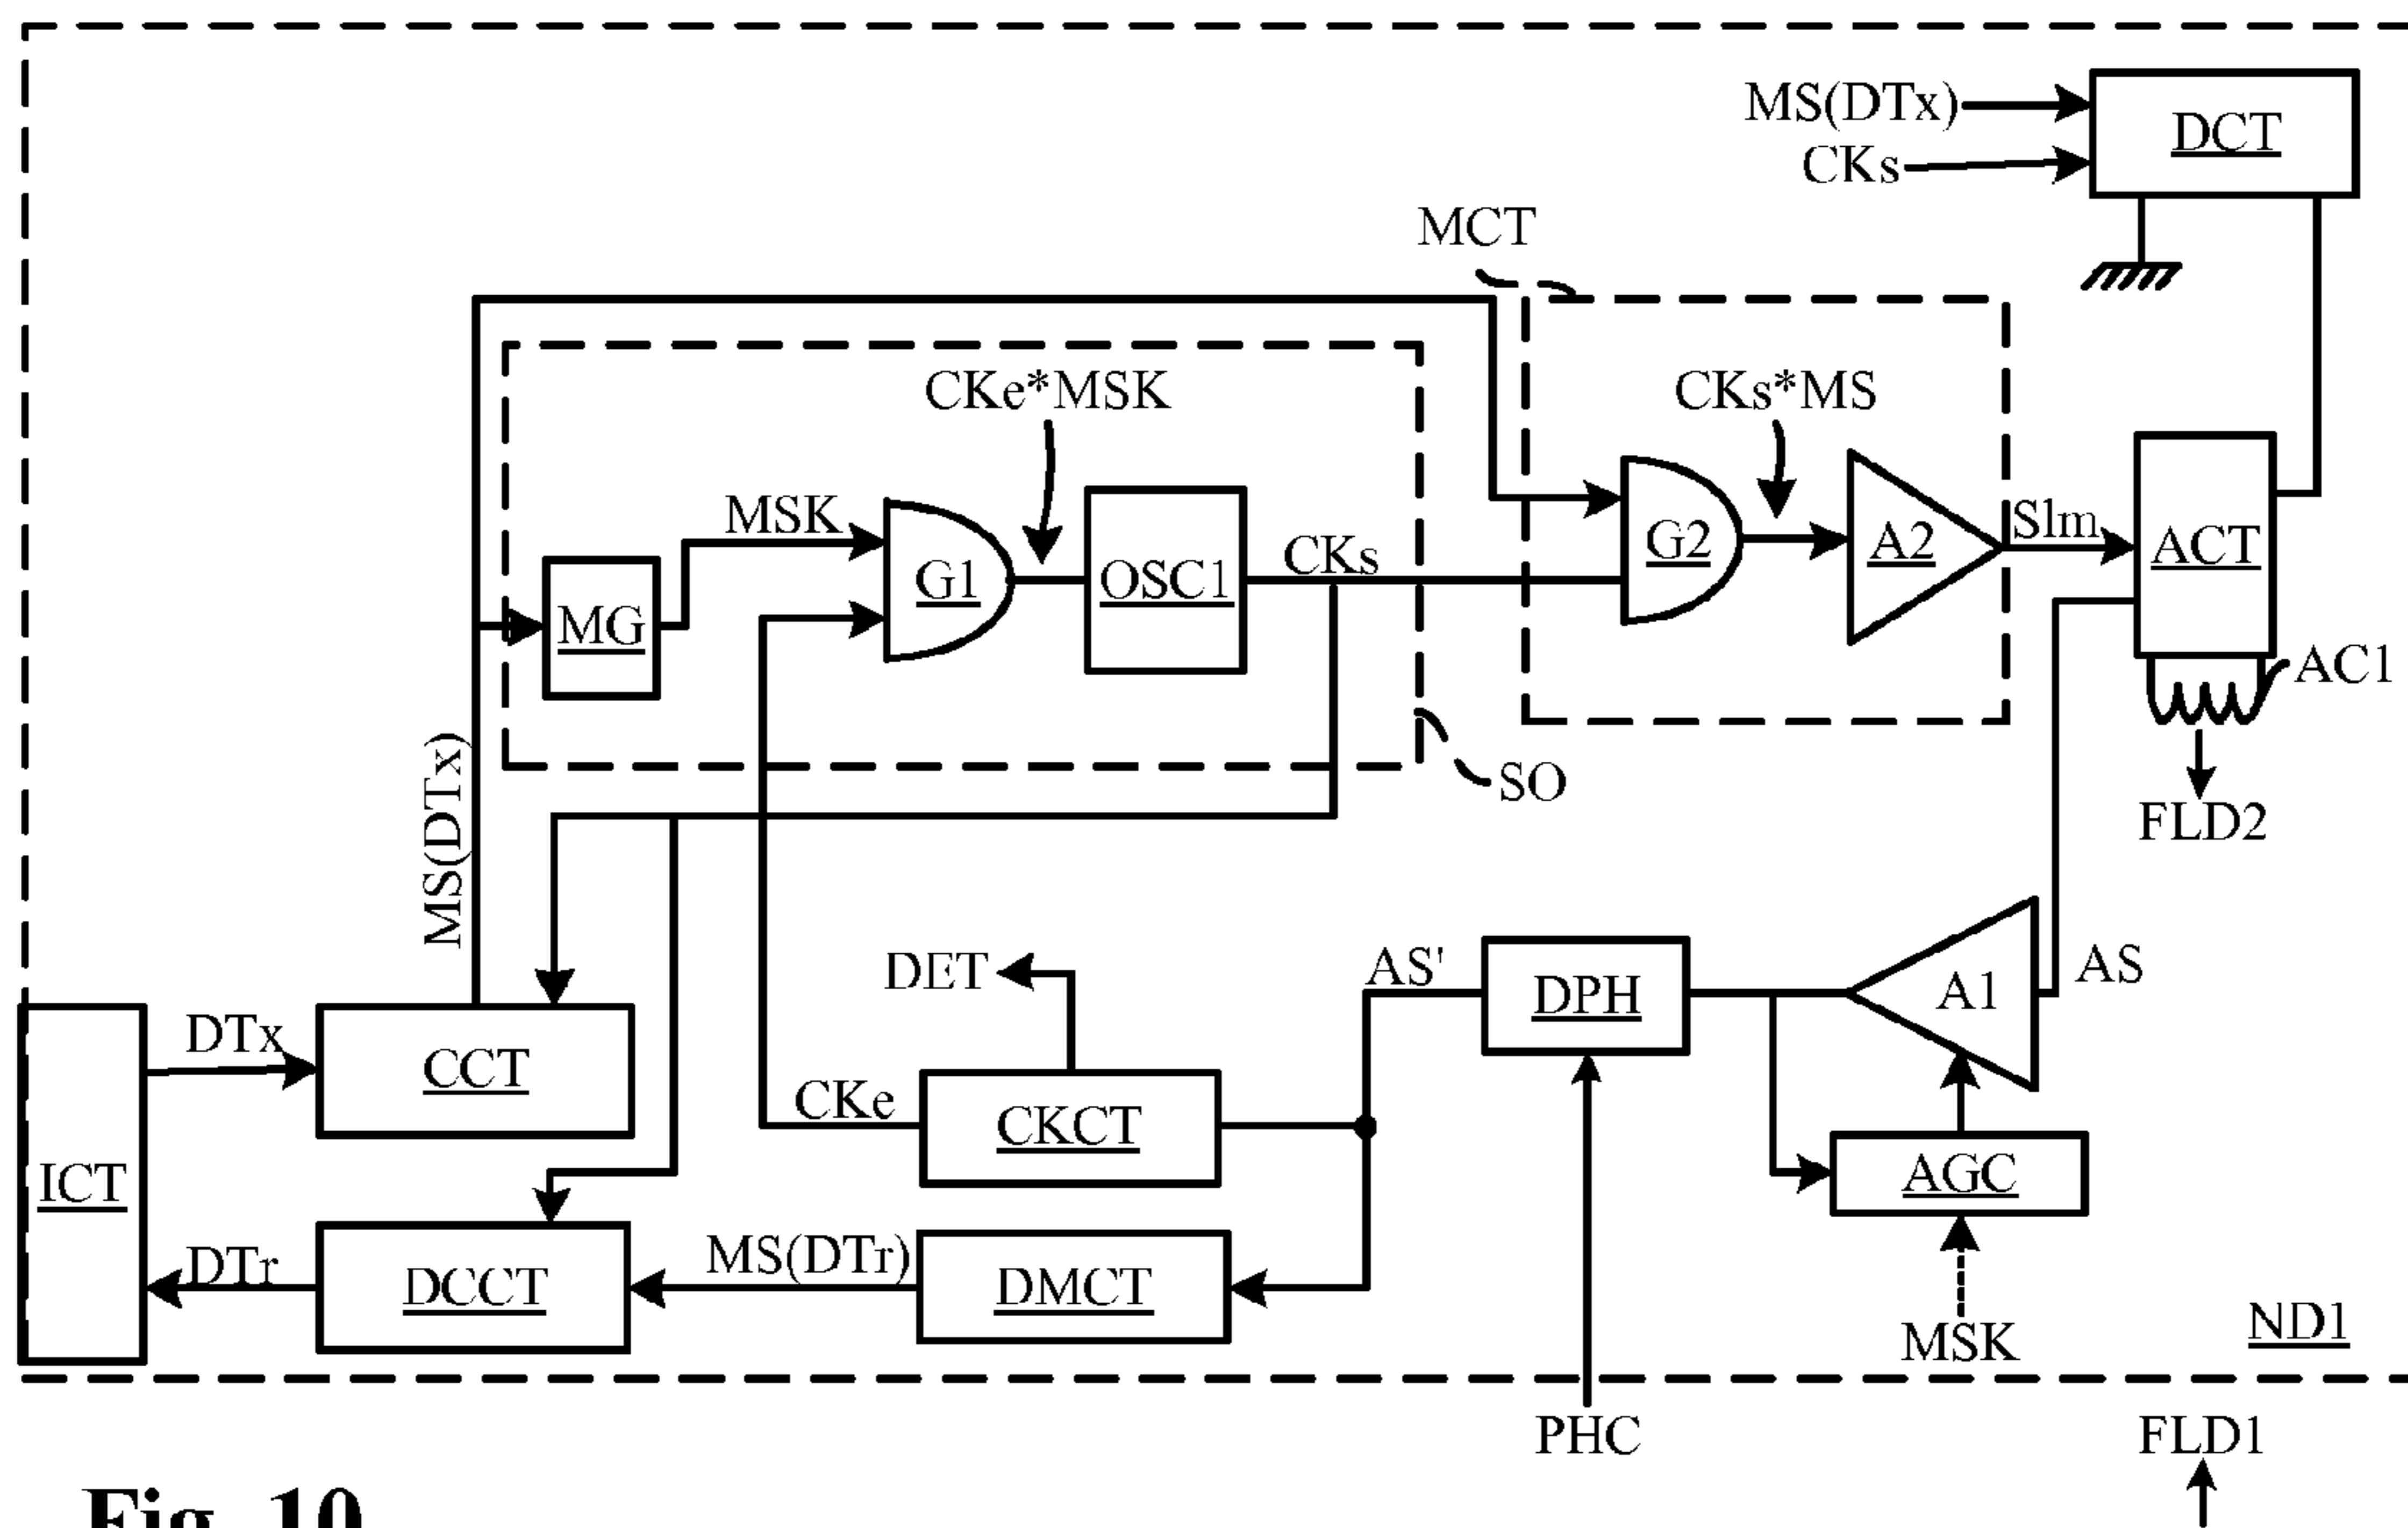 MS(DTx)
DCT
CKs
MCT
CKe*MSK
CKs*MS
MSK
Slm
G1
OSC1
CKs
G2
A2
ACT
MG
AC1
SO
FLD2
MS(DTx)
DET
AS'
DPH
A1
AS
DTx
CCT
CKe
CKCT
ICT
AGC
DTr
DCCT
MS(DTr)
DMCT
MSK
ND1
PHC
FLD1
Fig. 10